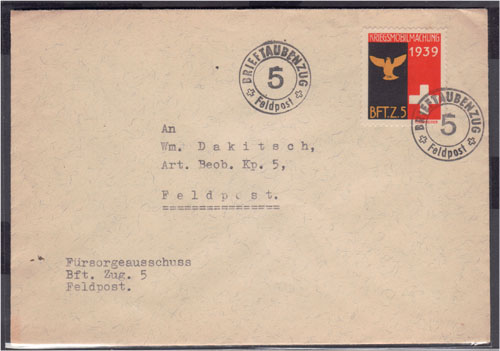 BRIEFTAUBENZUG
5
Feldpost
KRIEGSMOBILMACHUNG
1939
BFT.Z.5
BRIEFTAUBENZUG
5
Feldpost
An
Wm. Dakitsch,
Art. Beob. Kp. 5,
Feldpost.
Fürsorgeausschuss
Bft. Zug. 5
Feldpost.